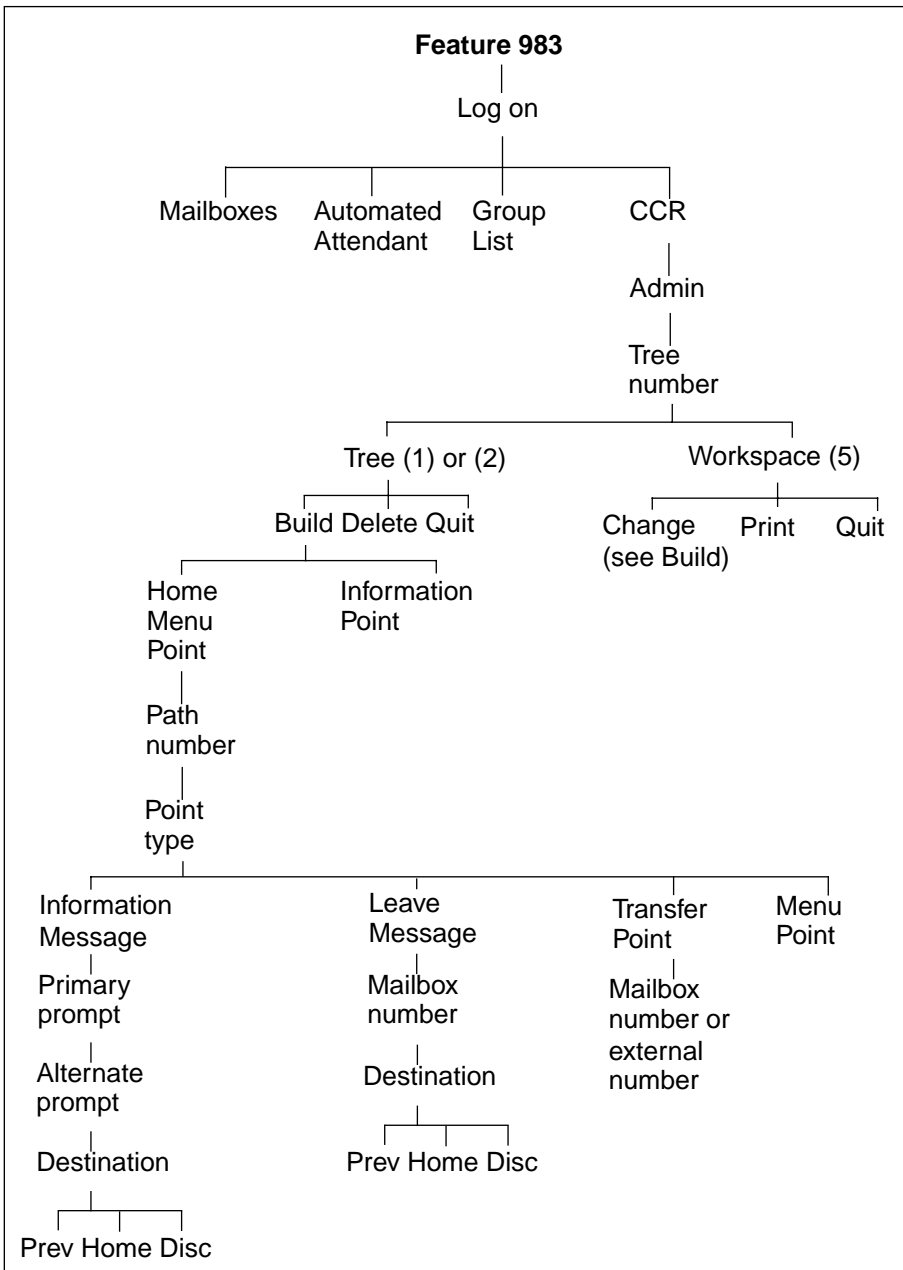 Feature 983
Log on
Mailboxes
Automated
Attendant
Group
List
CCR
Admin
Tree
number
Tree (1) or (2)
Workspace (5)
Build Delete Quit
Change
(see Build)
Print
Quit
Home
Menu
Point
Information
Point
Path
number
Point
type
Information
Message
Primary
prompt
Alternate
prompt
Destination
Prev Home Disc
Leave
Message
Mailbox
number
Destination
Prev Home Disc
Transfer
Point
Mailbox
number or
external
number
Menu
Point